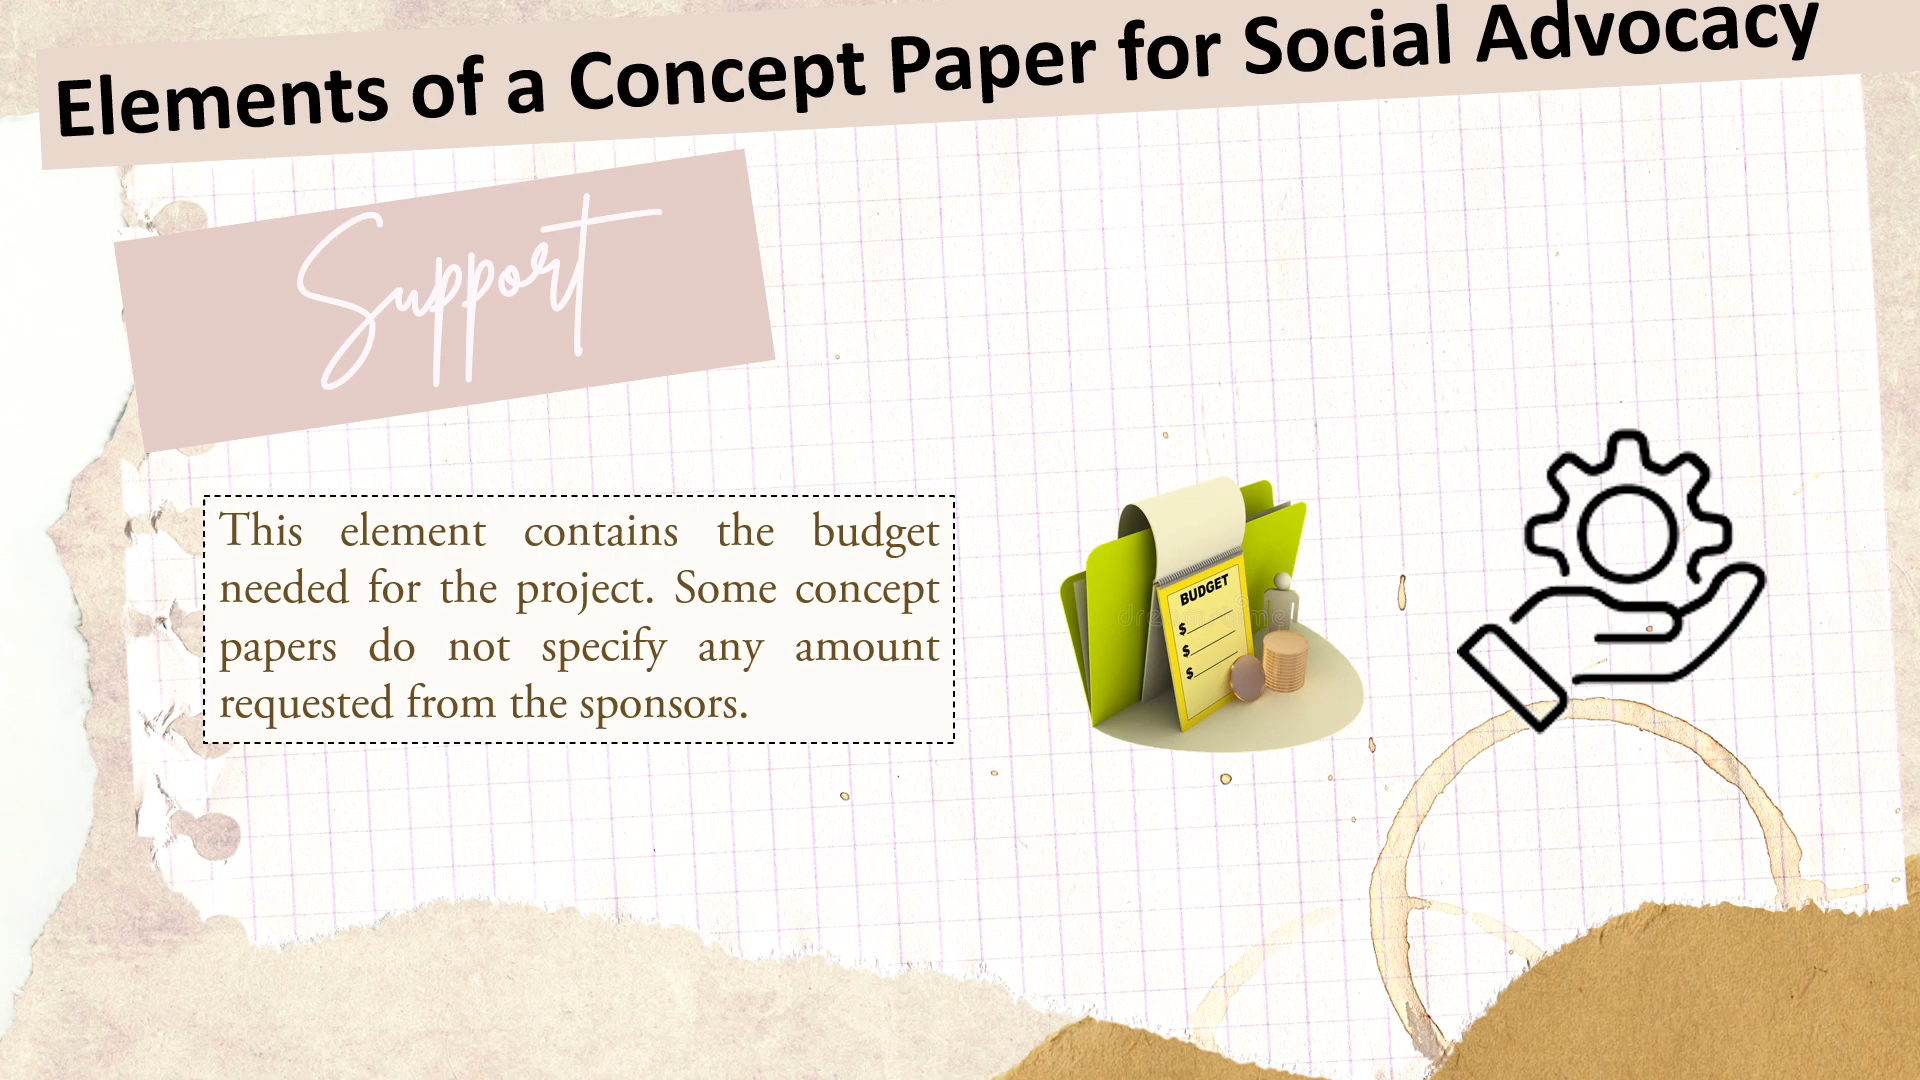 Elements of a Concept Paper for Social Advocacy
Support
This element contains the budget
needed for the project. Some concept
papers do not specify any amount
requested from the sponsors.
BUDGET
$
$
$